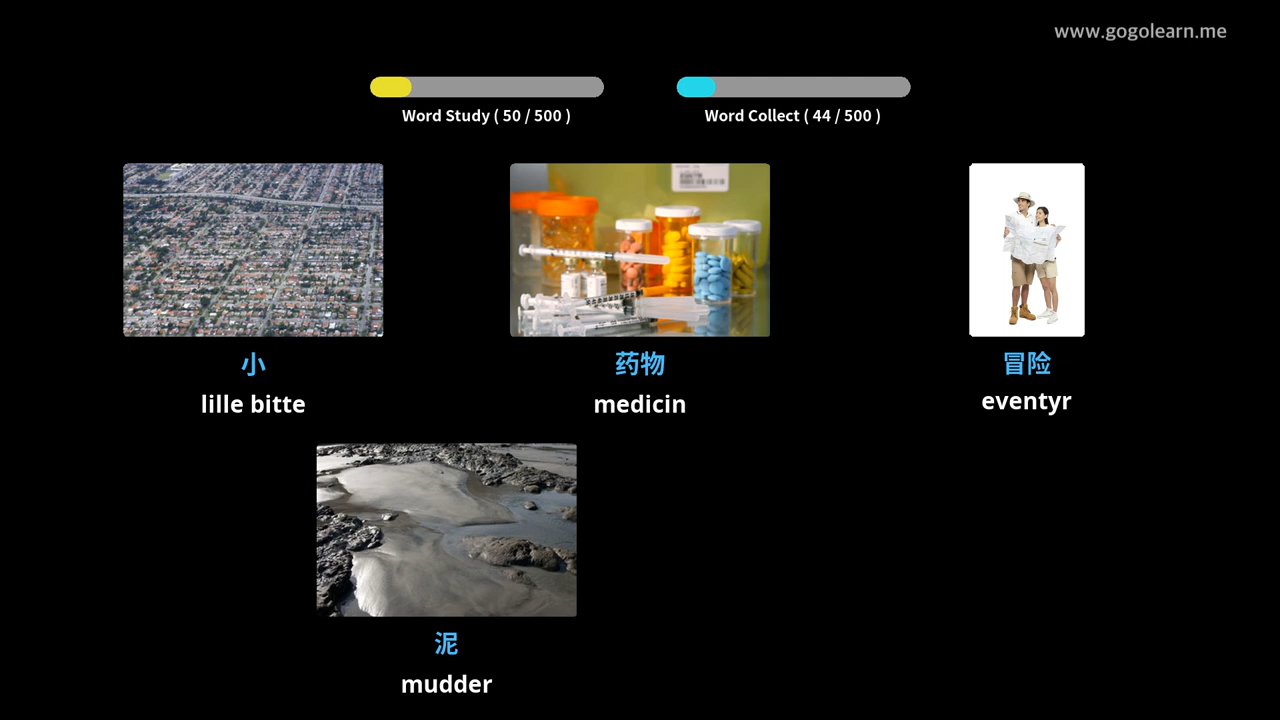 www.gogolearn.me
Word Study ( 50 / 500 )
Word Collect ( 44 / 500 )
小
lille bitte
药物
medicin
冒险
eventyr
泥
mudder